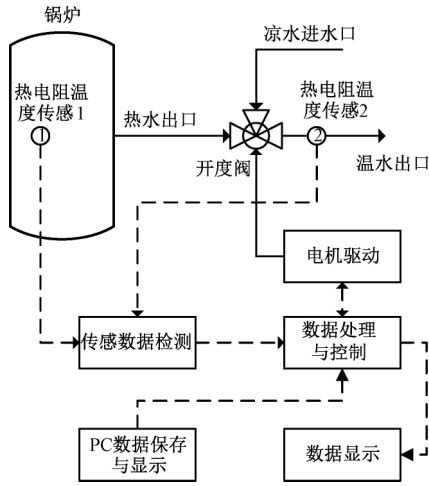 锅炉
凉水进水口
热电阻温
度传感1
1
热水出口
热电阻温
度传感2
2
开度阀
温水出口
电机驱动
传感数据检测
数据处理
与控制
PC数据保存
与显示
数据显示